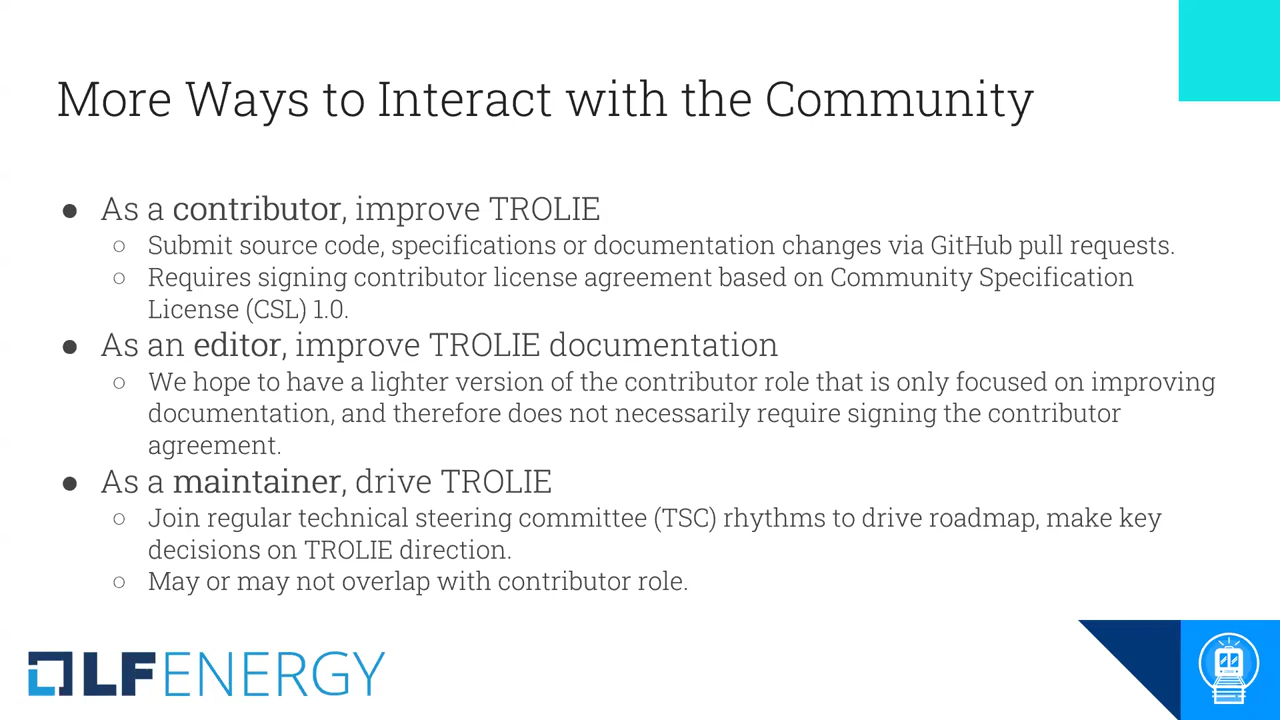 More Ways to Interact with the Community
● As a contributor, improve TROLIE
○ Submit source code, specifications or documentation changes via GitHub pull requests.
○ Requires signing contributor license agreement based on Community Specification
License (CSL) 1.0.
● As an editor, improve TROLIE documentation
○ We hope to have a lighter version of the contributor role that is only focused on improving
documentation, and therefore does not necessarily require signing the contributor
agreement.
● As a maintainer, drive TROLIE
○ Join regular technical steering committee (TSC) rhythms to drive roadmap, make key
decisions on TROLIE direction.
○ May or may not overlap with contributor role.
LFENERGY